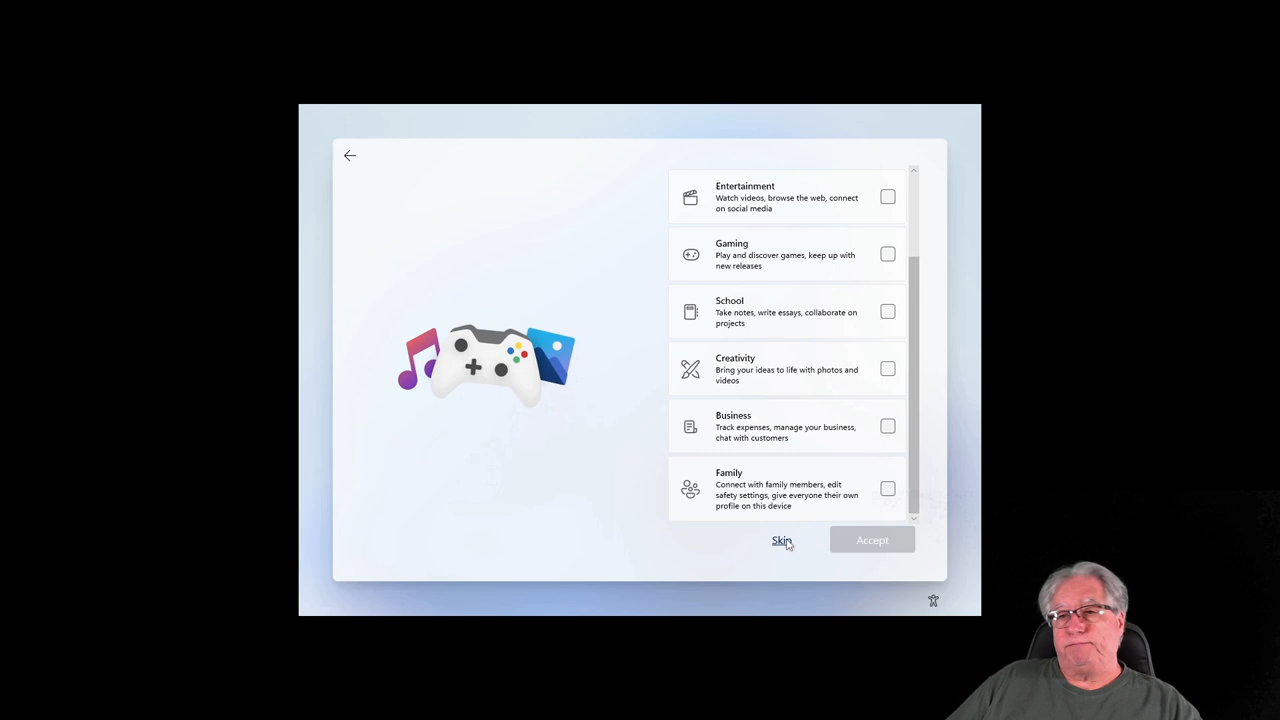 Entertainment
Watch videos, browse the web, connect
on social media
Gaming
Play and discover games, keep up with
new releases
School
Take notes, write essays, collaborate on
projects
Creativity
Bring your ideas to life with photos and
videos
Business
Track expenses, manage your business,
chat with customers
Family
Connect with family members, edit
safety settings, give everyone their own
profile on this device
Skip
Accept